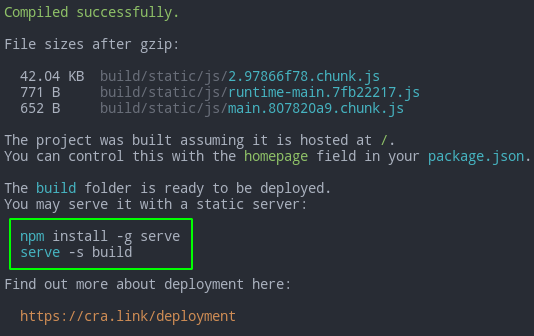 Compiled successfully.
File sizes after gzip:
42.04 KB  build/static/js/2.97866f78.chunk.js
771 B     build/static/js/runtime-main.7fb22217.js
652 B     build/static/js/main.807820a9.chunk.js
The project was built assuming it is hosted at /.
You can control this with the homepage field in your package.json.
The build folder is ready to be deployed.
You may serve it with a static server:
npm install -g serve
serve -s build
Find out more about deployment here:
https://cra.link/deployment